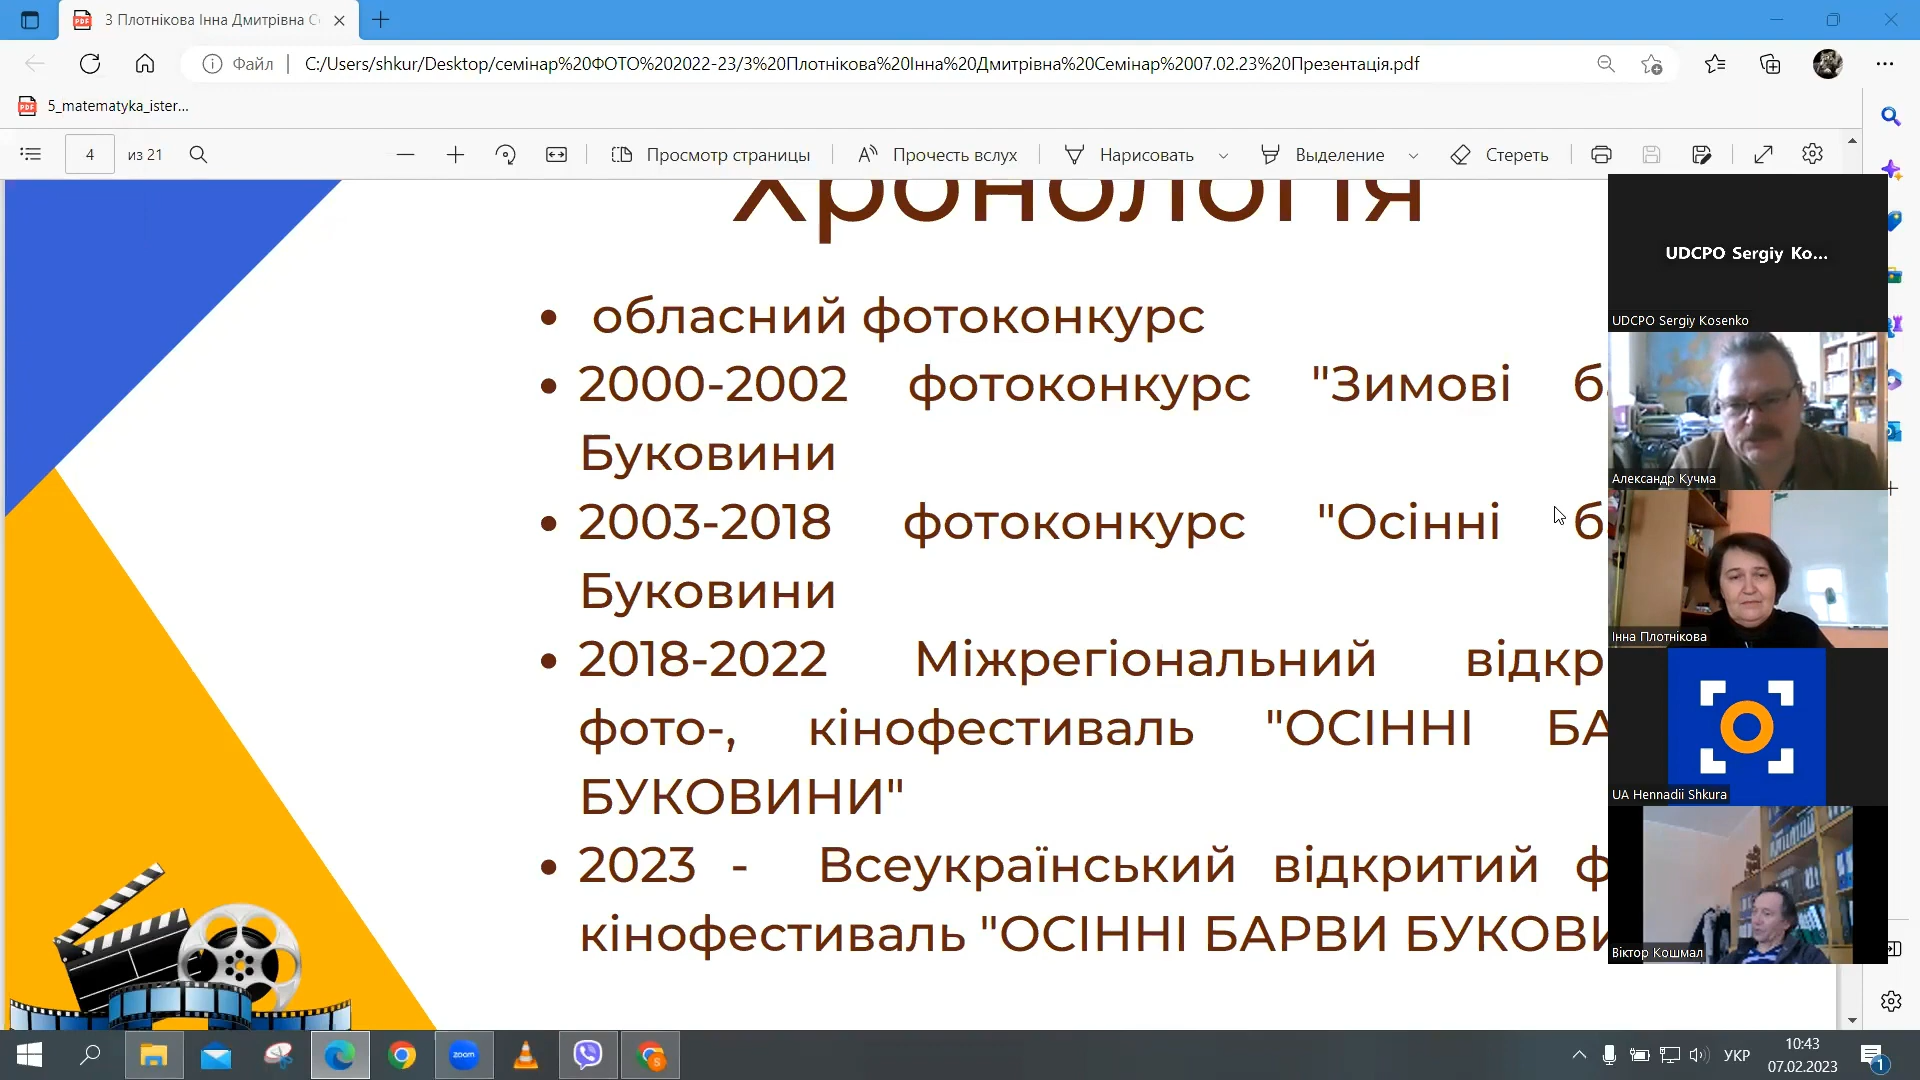 3 Плотнікова Інна Дмитрівна С
Файл
C:/Users/shkur/Desktop/семінар%20ФОТО%202022-23/3%20Плотнікова%20Інна%20Дмитрівна%20Семінар%2007.02.23%20Презентація.pdf
5_matematyka_ister...
4 из 21
Просмотр страницы
Прочесть вслух
Нарисовать
Выделение
Стереть
Хронологія
• обласний фотоконкурс
• 2000-2002 фотоконкурс "Зимові б
Буковини
• 2003-2018 фотоконкурс "Осінні б
Буковини
• 2018-2022 Міжрегіональний відкр
фото-, кінофестиваль "ОСІННІ БА
БУКОВИНИ"
• 2023 - Всеукраїнський відкритий ф
кінофестиваль "ОСІННІ БАРВИ БУКОВИ
UDCPO Sergiy Ko...
UDCPO Sergiy Kosenko
Александр Кучма
Інна Плотнікова
UA Hennadii Shkura
Віктор Кошмал
zoom
S
УКР
10:43
07.02.2023
1